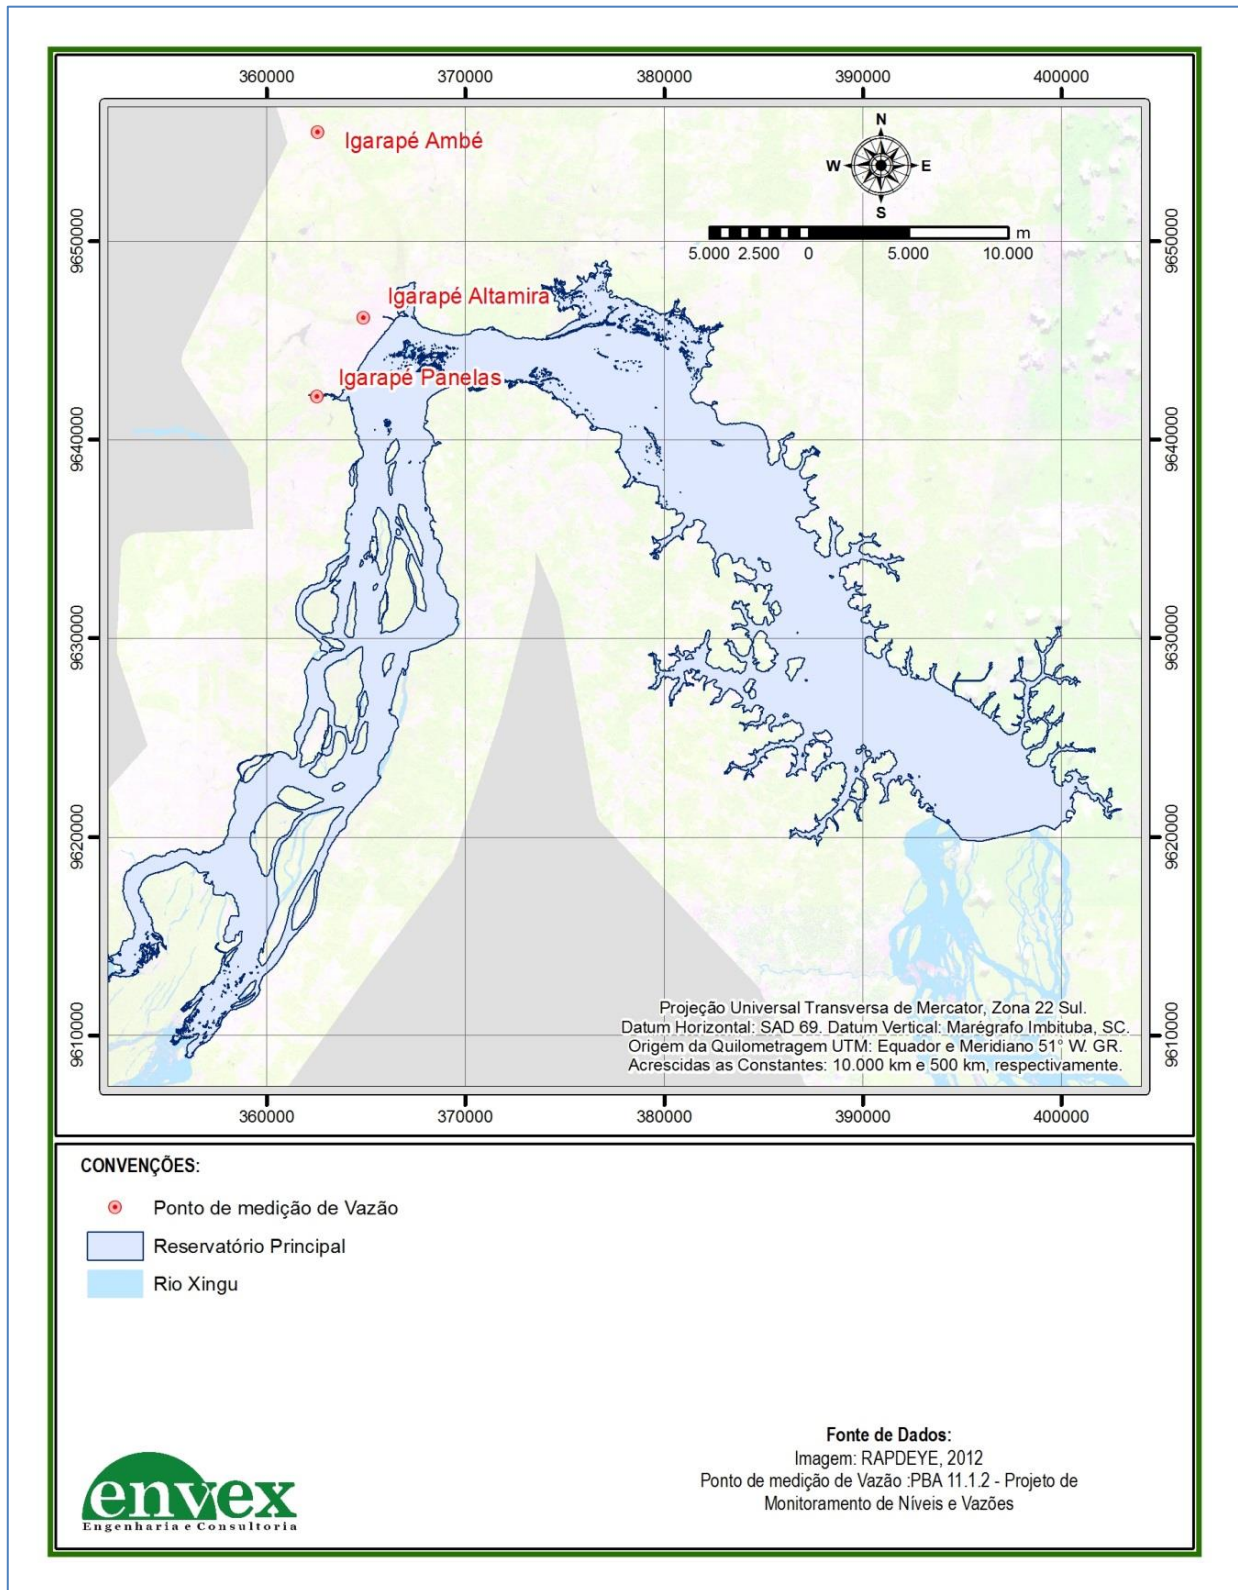 360000
370000
380000
390000
400000
N
W
E
S
m
5.000
2.500
0
5.000
10.000
Igarapé Ambé
Igarapé Altamira
Igarapé Panelas
9650000
9650000
9640000
9640000
9630000
9630000
9620000
9620000
9610000
9610000
Projeção Universal Transversa de Mercator, Zona 22 Sul.
Datum Horizontal: SAD 69. Datum Vertical: Marégrafo Imbituba, SC.
Origem da Quilometragem UTM: Equador e Meridiano 51° W. GR.
Acrescidas as Constantes: 10.000 km e 500 km, respectivamente.
360000
370000
380000
390000
400000
CONVENÇÕES:
Ponto de medição de Vazão
Reservatório Principal
Rio Xingu
envex
Engenharia e Consultoria
Fonte de Dados:
Imagem: RAPDEYE, 2012
Ponto de medição de Vazão :PBA 11.1.2 - Projeto de
Monitoramento de Níveis e Vazões